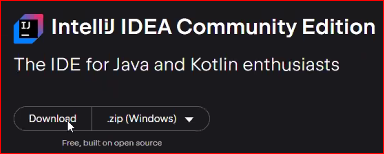 IJ
IntelliJ IDEA Community Edition
The IDE for Java and Kotlin enthusiasts
Download .zip (Windows)
Free, built on open source